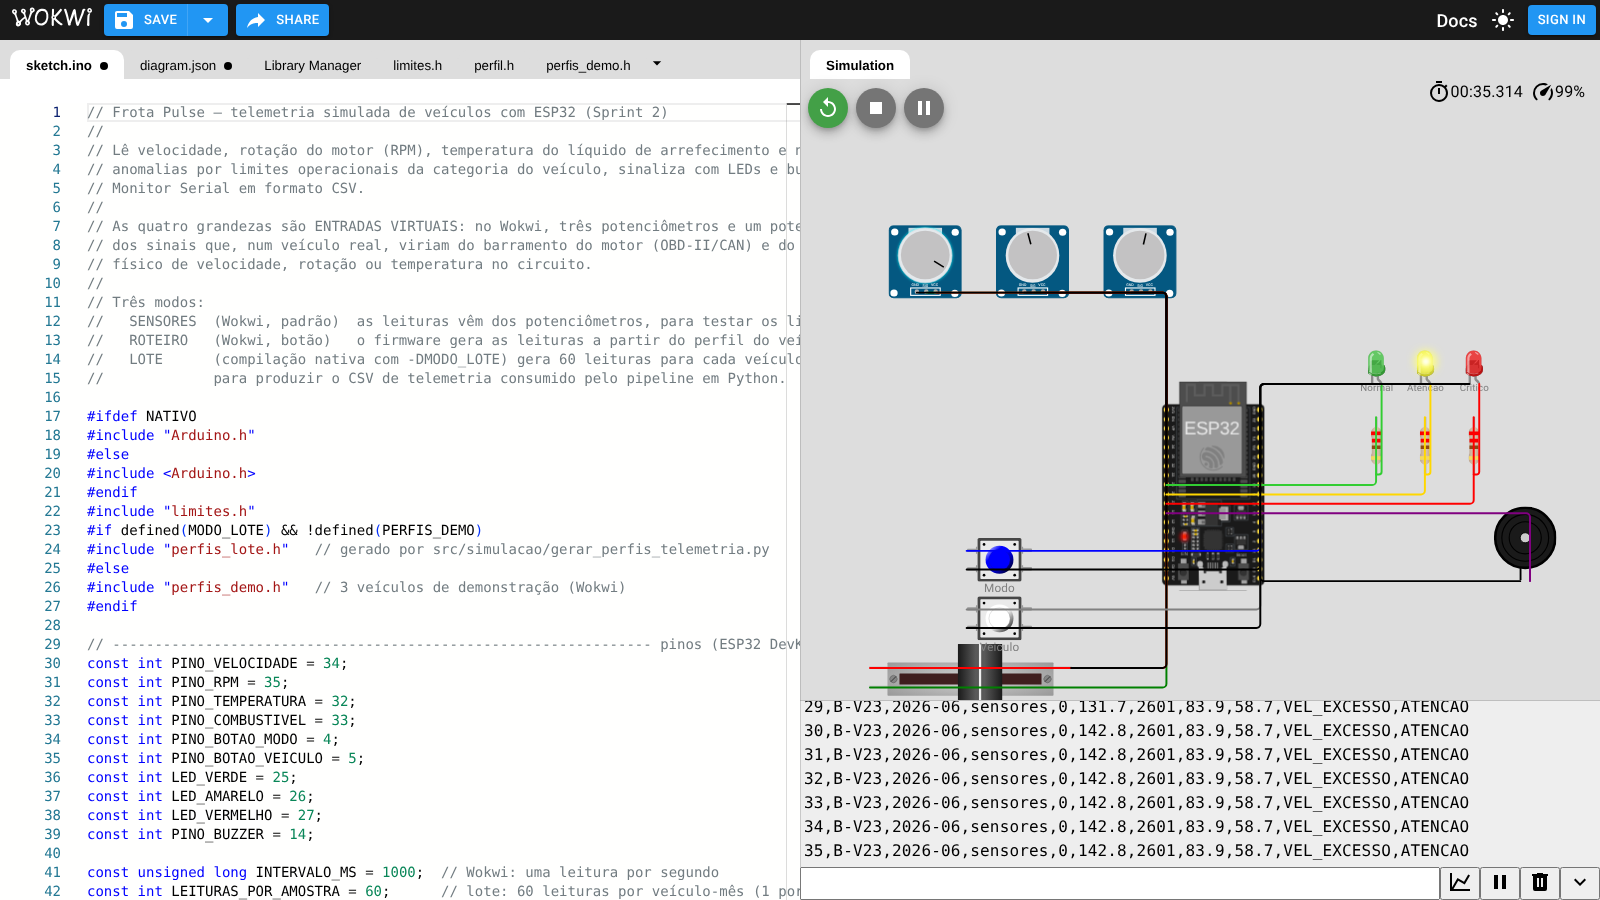 WOKWI
SAVE
SHARE
Docs
SIGN IN
sketch.ino
diagram.json
Library Manager
limites.h
perfil.h
perfis_demo.h
1 // Frota Pulse — telemetria simulada de veículos com ESP32 (Sprint 2)
2 //
3 // Lê velocidade, rotação do motor (RPM), temperatura do líquido de arrefecimento e
4 // anomalias por limites operacionais da categoria do veículo, sinaliza com LEDs e
5 // Monitor Serial em formato CSV.
6 //
7 // As quatro grandezas são ENTRADAS VIRTUAIS: no Wokwi, três potenciômetros e um
8 // dos sinais que, num veículo real, viriam do barramento do motor (OBD-II/CAN) e do
9 // físico de velocidade, rotação ou temperatura no circuito.
10 //
11 // Três modos:
12 //   SENSORES  (Wokwi, padrão)  as leituras vêm dos potenciômetros, para testar os
13 //   ROTEIRO   (Wokwi, botão)   o firmware gera as leituras a partir do perfil do
14 //   LOTE      (compilação nativa com -DMODO_LOTE) gera 60 leituras para cada veículo
15 //             para produzir o CSV de telemetria consumido pelo pipeline em Python.
16
17 #ifdef NATIVO
18 #include "Arduino.h"
19 #else
20 #include <Arduino.h>
21 #endif
22 #include "limites.h"
23 #if defined(MODO_LOTE) && !defined(PERFIS_DEMO)
24 #include "perfis_lote.h"   // gerado por src/simulacao/gerar_perfis_telemetria.py
25 #else
26 #include "perfis_demo.h"   // 3 veículos de demonstração (Wokwi)
27 #endif
28
29 // ---------------------------------------------------------------- pinos (ESP32
30 const int PINO_VELOCIDADE = 34;
31 const int PINO_RPM = 35;
32 const int PINO_TEMPERATURA = 32;
33 const int PINO_COMBUSTIVEL = 33;
34 const int PINO_BOTAO_MODO = 4;
35 const int PINO_BOTAO_VEICULO = 5;
36 const int LED_VERDE = 25;
37 const int LED_AMARELO = 26;
38 const int LED_VERMELHO = 27;
39 const int PINO_BUZZER = 14;
40
41 const unsigned long INTERVALO_MS = 1000;  // Wokwi: uma leitura por segundo
42 const int LEITURAS_POR_AMOSTRA = 60;      // lote: 60 leituras por veículo-mês (1
Simulation
00:35.314
99%
GND SIG VCC
GND SIG VCC
GND SIG VCC
Normal
Atencao
Critico
ESP32
Modo
Veiculo
29,B-V23,2026-06,sensores,0,131.7,2601,83.9,58.7,VEL_EXCESSO,ATENCAO
30,B-V23,2026-06,sensores,0,142.8,2601,83.9,58.7,VEL_EXCESSO,ATENCAO
31,B-V23,2026-06,sensores,0,142.8,2601,83.9,58.7,VEL_EXCESSO,ATENCAO
32,B-V23,2026-06,sensores,0,142.8,2601,83.9,58.7,VEL_EXCESSO,ATENCAO
33,B-V23,2026-06,sensores,0,142.8,2601,83.9,58.7,VEL_EXCESSO,ATENCAO
34,B-V23,2026-06,sensores,0,142.8,2601,83.9,58.7,VEL_EXCESSO,ATENCAO
35,B-V23,2026-06,sensores,0,142.8,2601,83.9,58.7,VEL_EXCESSO,ATENCAO